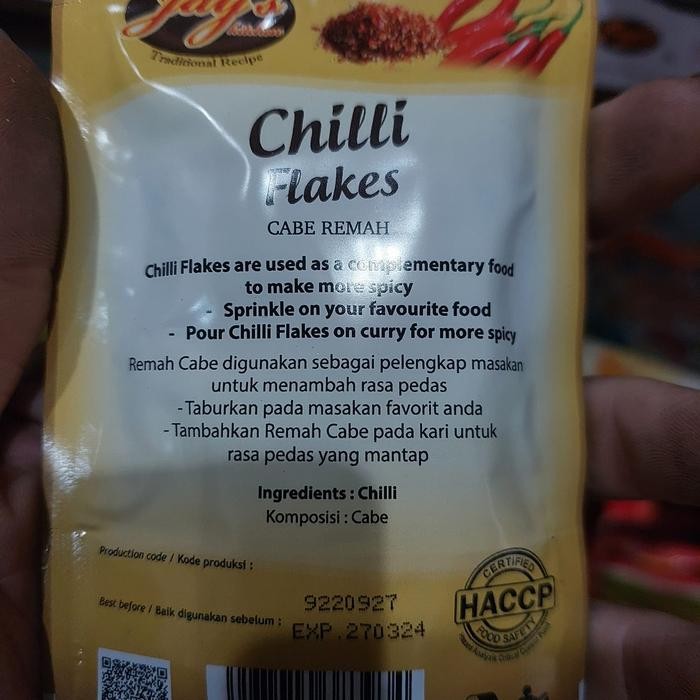 Jay's
Kitchen
Traditional Recipe
Chilli
Flakes
CABE REMAH
Chilli Flakes are used as a complementary food
to make more spicy
- Sprinkle on your favourite food
- Pour Chilli Flakes on curry for more spicy
Remah Cabe digunakan sebagai pelengkap masakan
untuk menambah rasa pedas
-Taburkan pada masakan favorit anda
-Tambahkan Remah Cabe pada kari untuk
rasa pedas yang mantap
Ingredients : Chilli
Komposisi : Cabe
Production code / Kode produksi :
Best before / Baik digunakan sebelum :
9220927
EXP.270324
CERTIFIED
HACCP
FOOD SAFETY